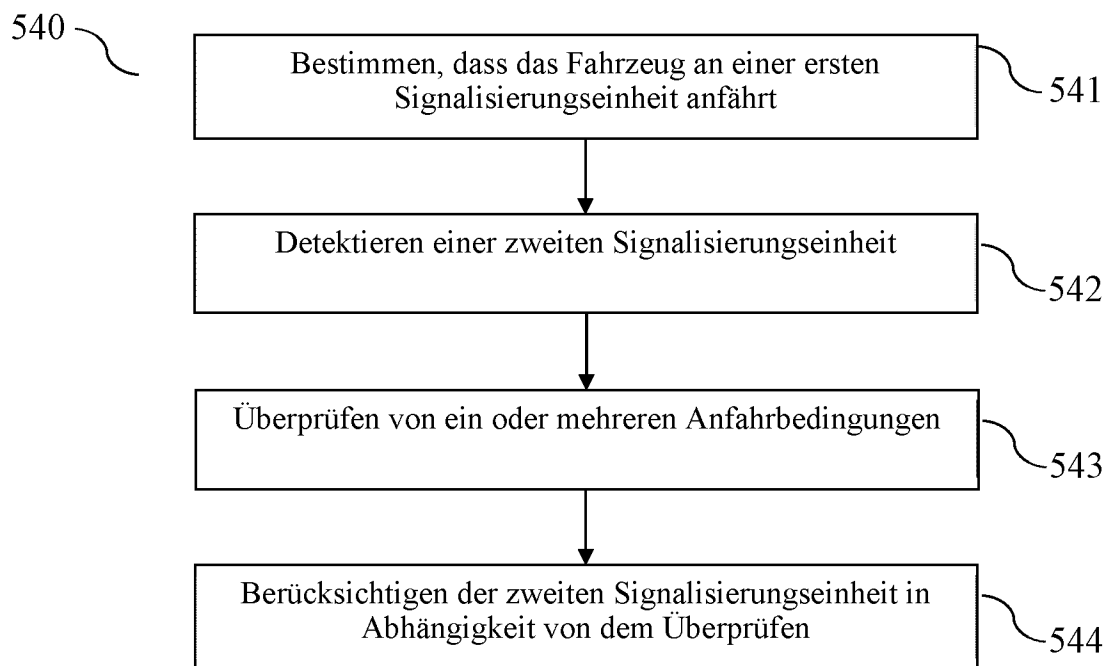 540
Bestimmen, dass das Fahrzeug an einer ersten
Signalisierungseinheit anfährt
541
Detektieren einer zweiten Signalisierungseinheit
542
Überprüfen von ein oder mehreren Anfahrbedingungen
543
Berücksichtigen der zweiten Signalisierungseinheit in
Abhängigkeit von dem Überprüfen
544